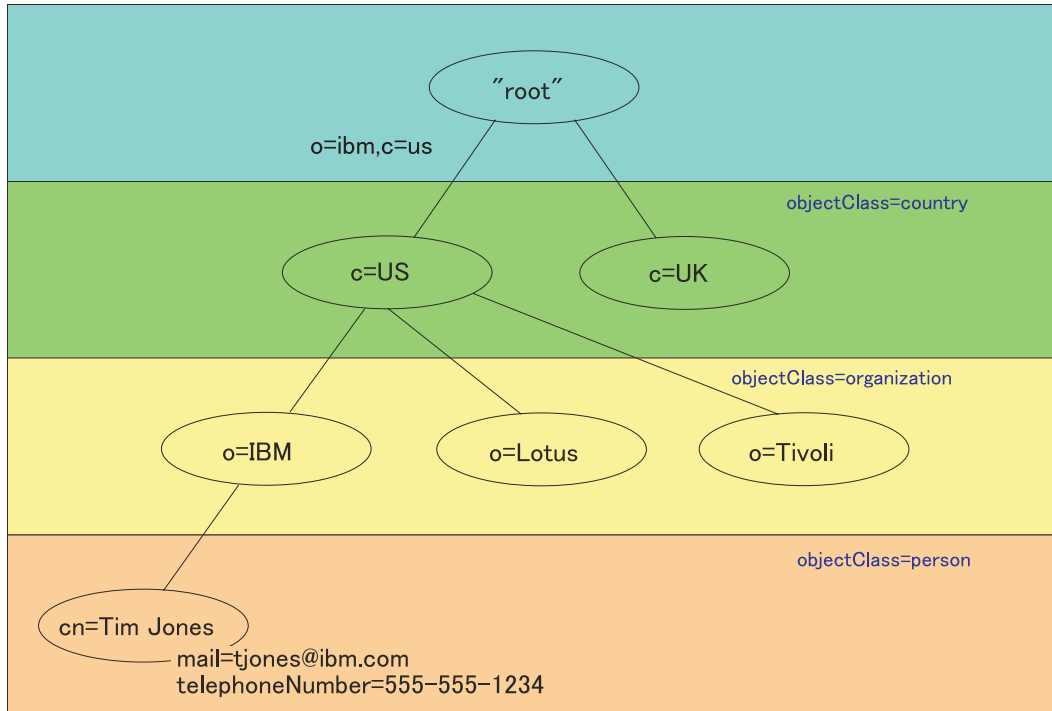 "root"
o=ibm,c=us
objectClass=country
c=US
c=UK
objectClass=organization
o=IBM
o=Lotus
o=Tivoli
objectClass=person
cn=Tim Jones
mail=tjones@ibm.com
telephoneNumber=555-555-1234